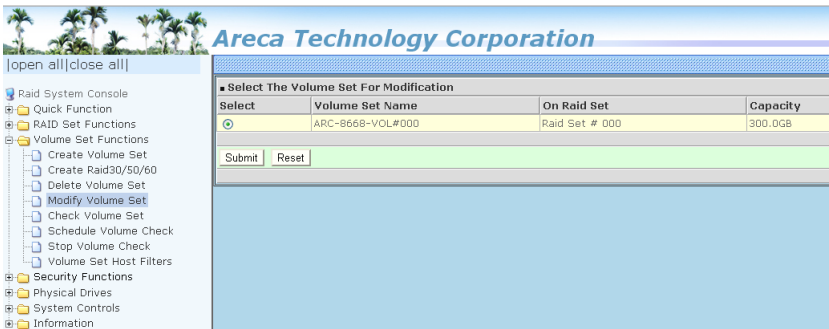 Areca Technology Corporation
|open all|close all|
Raid System Console
Quick Function
RAID Set Functions
Volume Set Functions
Create Volume Set
Create Raid30/50/60
Delete Volume Set
Modify Volume Set
Check Volume Set
Schedule Volume Check
Stop Volume Check
Volume Set Host Filters
Security Functions
Physical Drives
System Controls
Information
Select The Volume Set For Modification
Select Volume Set Name On Raid Set Capacity
ARC-8668-VOL#000 Raid Set # 000 300.0GB
Submit Reset